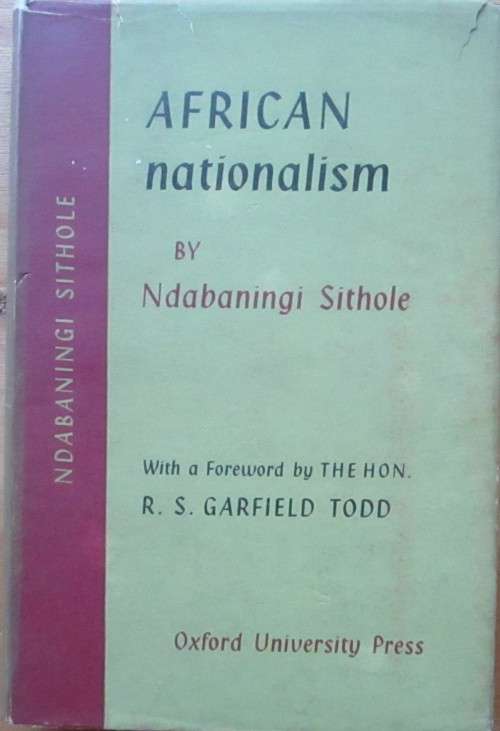 NDABANINGI SITHOLE
AFRICAN
nationalism
BY
Ndabaningi Sithole
With a Foreword by THE HON.
R. S. GARFIELD TODD
Oxford University Press